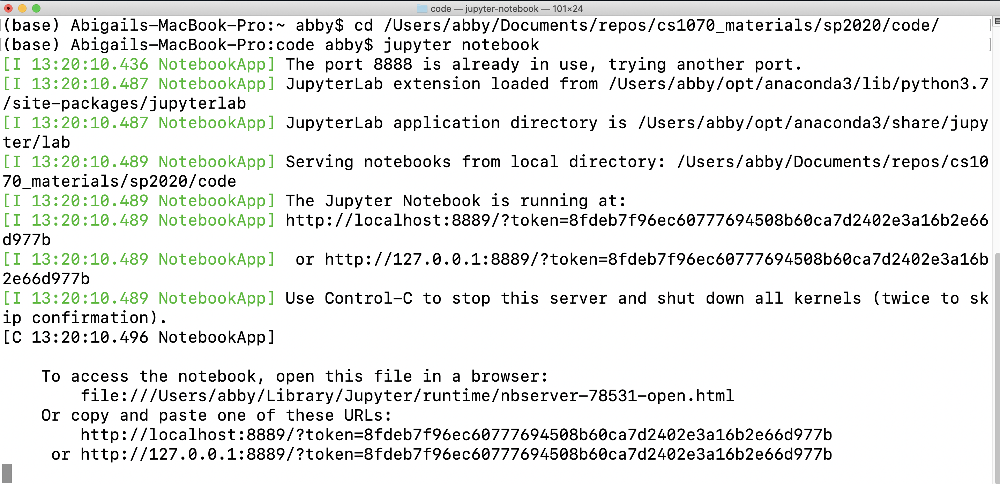 code — jupyter-notebook — 101×24
(base) Abigails-MacBook-Pro:~ abby$ cd /Users/abby/Documents/repos/cs1070_materials/sp2020/code/
(base) Abigails-MacBook-Pro:code abby$ jupyter notebook
[I 13:20:10.436 NotebookApp] The port 8888 is already in use, trying another port.
[I 13:20:10.487 NotebookApp] JupyterLab extension loaded from /Users/abby/opt/anaconda3/lib/python3.7
/site-packages/jupyterlab
[I 13:20:10.487 NotebookApp] JupyterLab application directory is /Users/abby/opt/anaconda3/share/jupy
ter/lab
[I 13:20:10.489 NotebookApp] Serving notebooks from local directory: /Users/abby/Documents/repos/cs10
70_materials/sp2020/code
[I 13:20:10.489 NotebookApp] The Jupyter Notebook is running at:
[I 13:20:10.489 NotebookApp] http://localhost:8889/?token=8fdeb7f96ec60777694508b60ca7d2402e3a16b2e66
d977b
[I 13:20:10.489 NotebookApp]  or http://127.0.0.1:8889/?token=8fdeb7f96ec60777694508b60ca7d2402e3a16b
2e66d977b
[I 13:20:10.489 NotebookApp] Use Control-C to stop this server and shut down all kernels (twice to sk
ip confirmation).
[C 13:20:10.496 NotebookApp]
    To access the notebook, open this file in a browser:
        file:///Users/abby/Library/Jupyter/runtime/nbserver-78531-open.html
    Or copy and paste one of these URLs:
        http://localhost:8889/?token=8fdeb7f96ec60777694508b60ca7d2402e3a16b2e66d977b
     or http://127.0.0.1:8889/?token=8fdeb7f96ec60777694508b60ca7d2402e3a16b2e66d977b